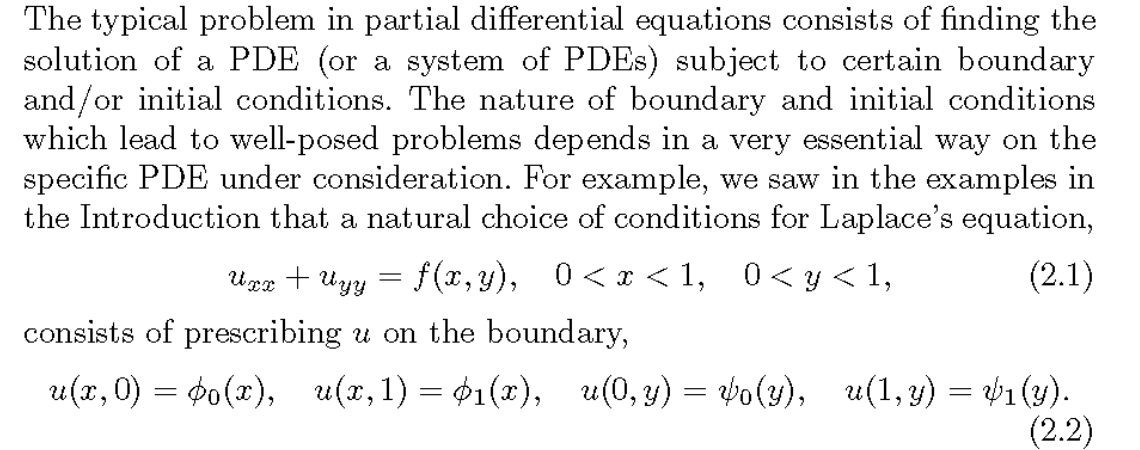 The typical problem in partial differential equations consists of finding the
solution of a PDE (or a system of PDEs) subject to certain boundary
and/or initial conditions. The nature of boundary and initial conditions
which lead to well-posed problems depends in a very essential way on the
specific PDE under consideration. For example, we saw in the examples in
the Introduction that a natural choice of conditions for Laplace's equation,
u_{xx} + u_{yy} = f(x, y), 0 < x < 1, 0 < y < 1, (2.1)
consists of prescribing u on the boundary,
u(x, 0) = ϕ_0(x), u(x, 1) = ϕ_1(x), u(0, y) = ψ_0(y), u(1, y) = ψ_1(y).
(2.2)